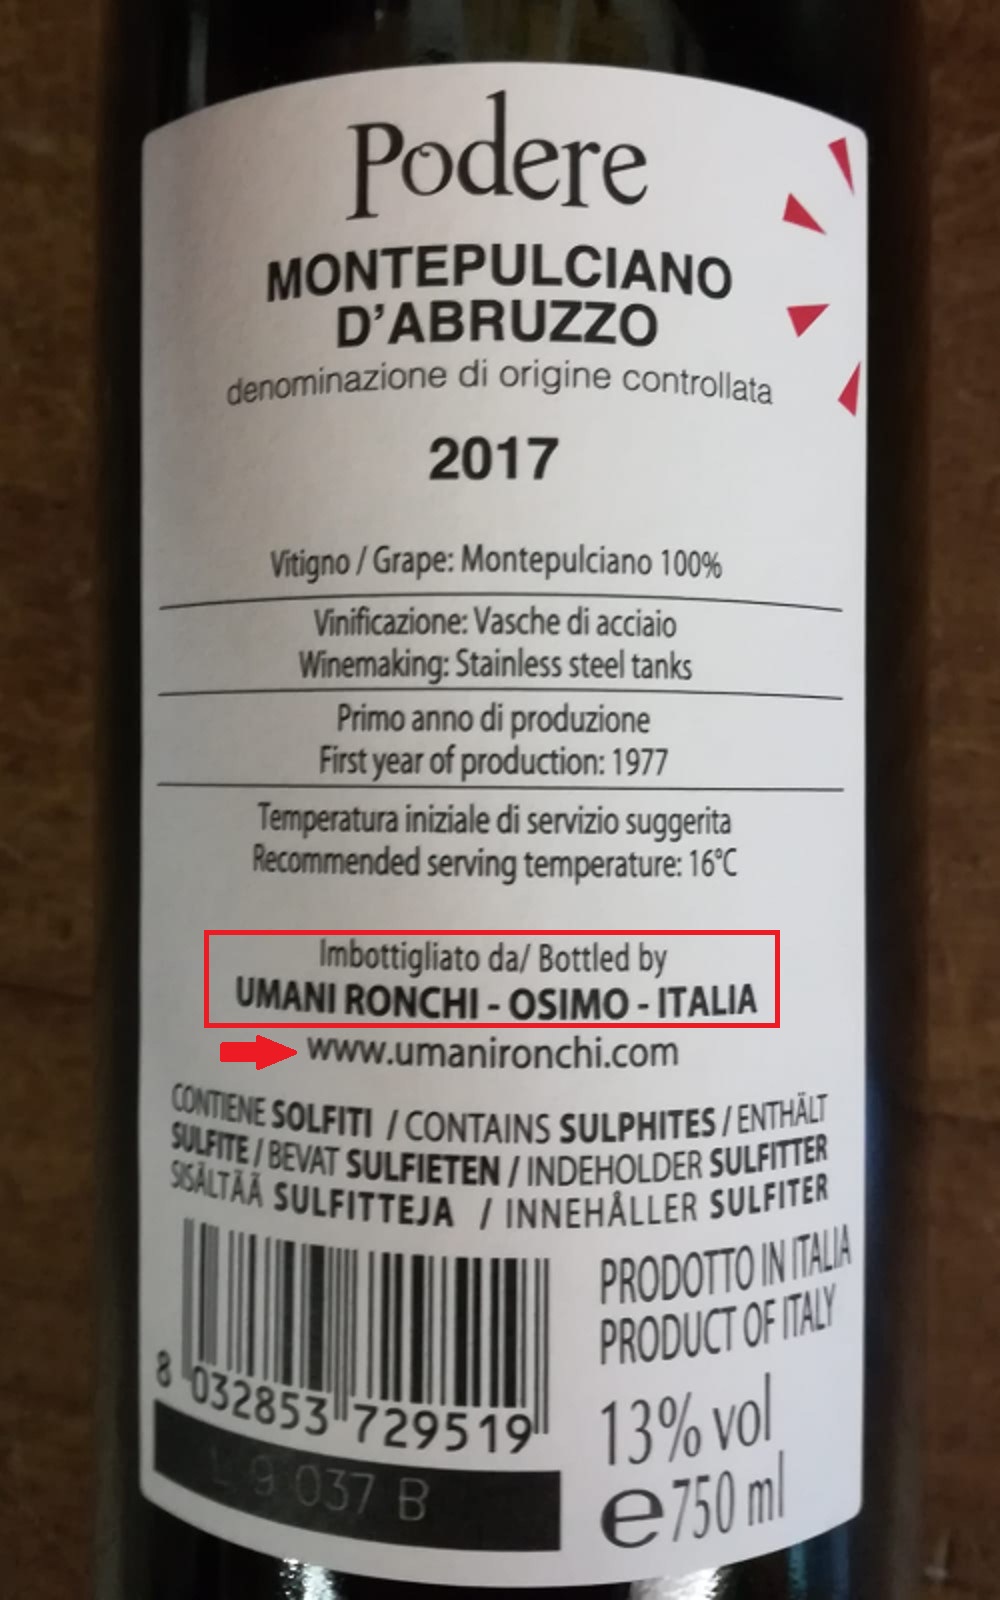 Podere
MONTEPULCIANO
D'ABRUZZO
denominazione di origine controllata
2017
Vitigno / Grape: Montepulciano 100%
Vinificazione: Vasche di acciaio
Winemaking: Stainless steel tanks
Primo anno di produzione
First year of production: 1977
Temperatura iniziale di servizio suggerita
Recommended serving temperature: 16°C
Imbottigliato da/ Bottled by
UMANI RONCHI - OSIMO - ITALIA
www.umanironchi.com
CONTIENE SOLFITI / CONTAINS SULPHITES / ENTHÄLT
SULFITE / BEVAT SULFIETEN / INDEHOLDER SULFITTER
SISÄLTÄÄ SULFITTEJA / INNEHÅLLER SULFITER
PRODOTTO IN ITALIA
PRODUCT OF ITALY
8 032853 729519
13% vol
L 9 037 B
℮ 750 ml